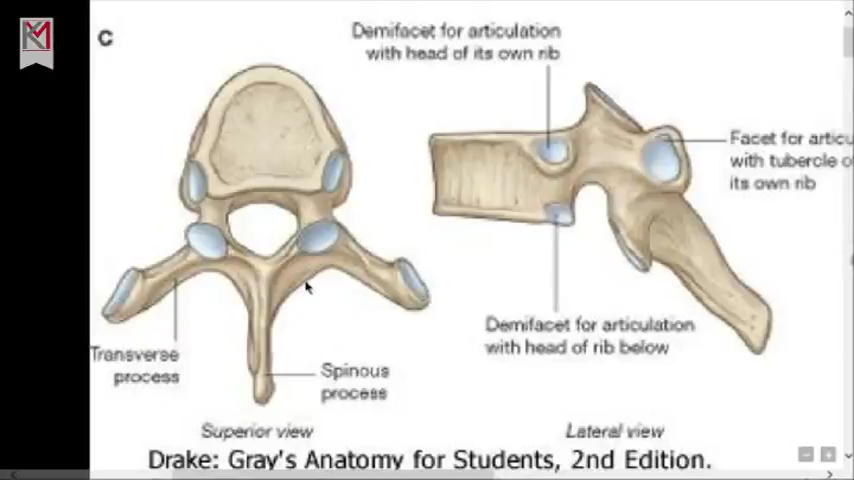 C
Demifacet for articulation
with head of its own rib
Facet for
with tubercle
its own rib
Demifacet for articulation
with head of rib below
Transverse
process
Spinous
process
Superior view
Lateral view
Drake: Gray's Anatomy for Students, 2nd Edition.
KM